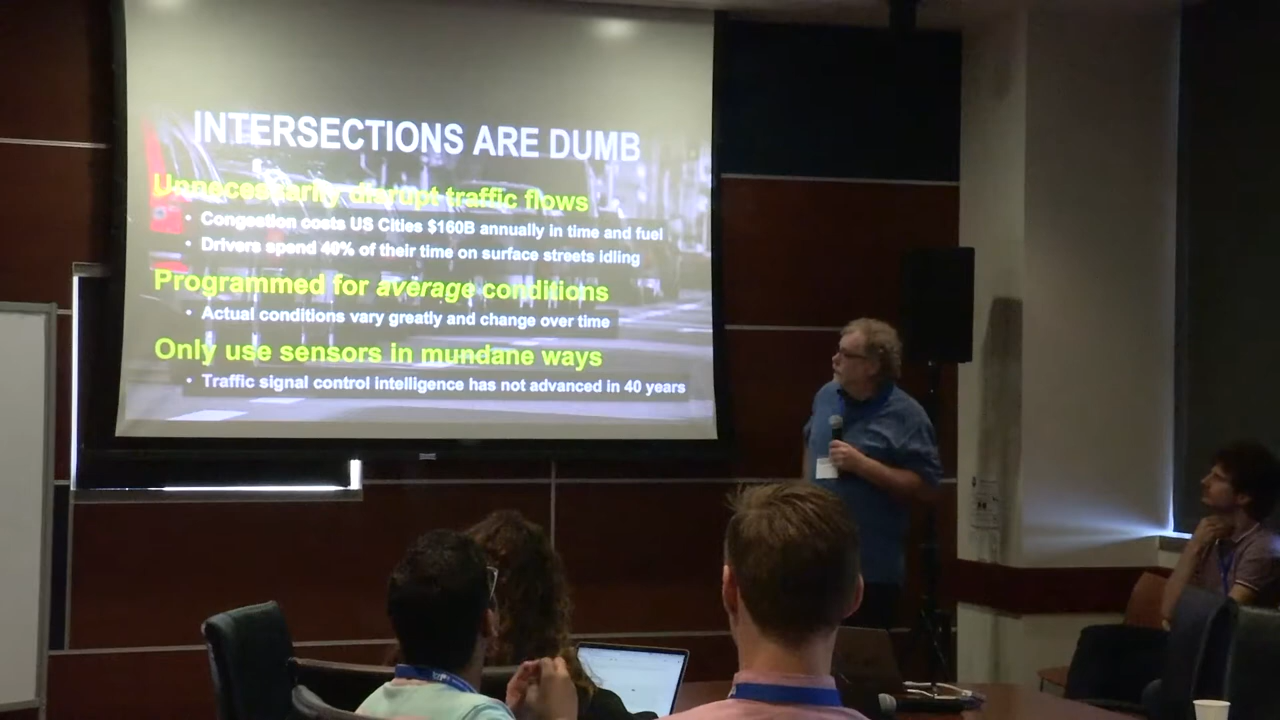 INTERSECTIONS ARE DUMB
Unnecessarily disrupt traffic flows
• Congestion costs US Cities $160B annually in time and fuel
• Drivers spend 40% of their time on surface streets idling
Programmed for average conditions
• Actual conditions vary greatly and change over time
Only use sensors in mundane ways
• Traffic signal control intelligence has not advanced in 40 years